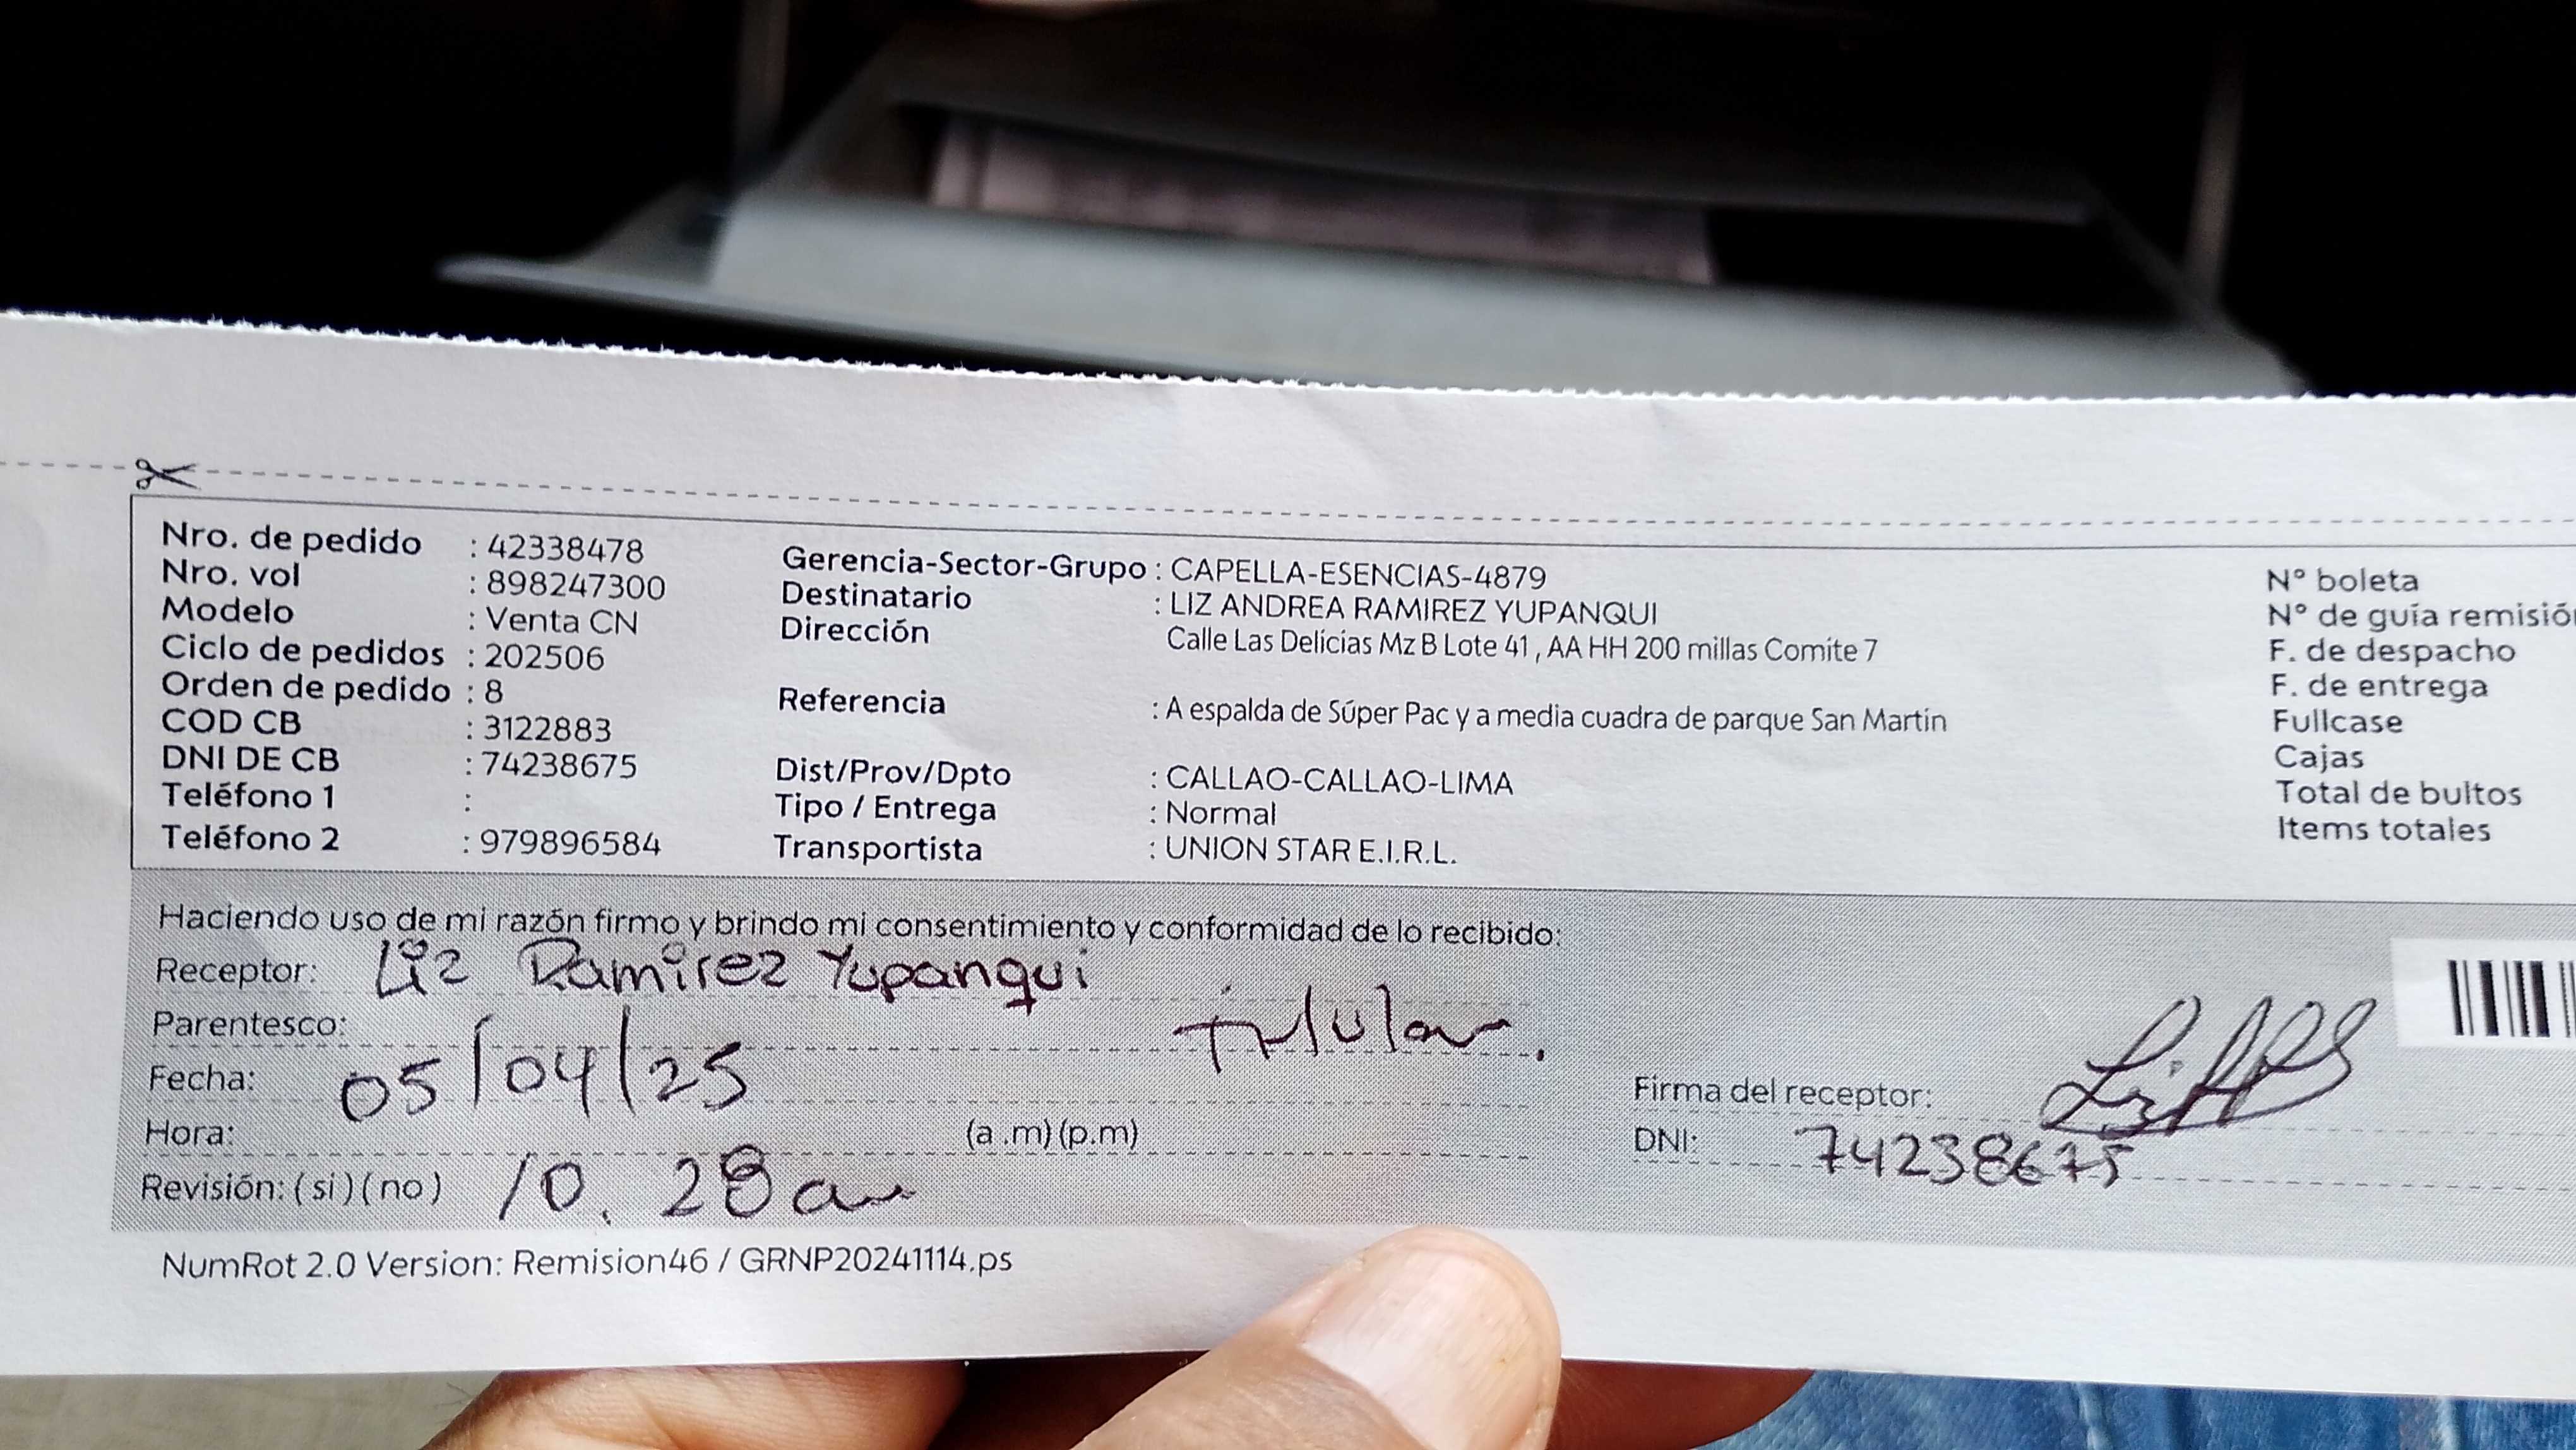 Nro. de pedido : 42338478
Nro. vol : 898247300
Modelo : Venta CN
Ciclo de pedidos : 202506
Orden de pedido : 8
COD CB : 3122883
DNI DE CB : 74238675
Teléfono 1 :
Teléfono 2 : 979896584
Gerencia-Sector-Grupo : CAPELLA-ESENCIAS-4879
Destinatario : LIZ ANDREA RAMIREZ YUPANQUI
Dirección Calle Las Delicias Mz B Lote 41 , AA HH 200 millas Comite 7
Referencia : A espalda de Súper Pac y a media cuadra de parque San Martin
Dist/Prov/Dpto : CALLAO-CALLAO-LIMA
Tipo / Entrega : Normal
Transportista : UNION STAR E.I.R.L.
N° boleta
N° de guía remisión
F. de despacho
F. de entrega
Fullcase
Cajas
Total de bultos
Items totales
Haciendo uso de mi razón firmo y brindo mi consentimiento y conformidad de lo recibido:
Receptor: Liz Ramirez Yupanqui
Parentesco: titular.
Fecha: 05/04/25
Hora: (a .m) (p.m)
Revisión: ( si ) ( no ) 10. 28 am
Firma del receptor:
DNI: 74238675
NumRot 2.0 Version: Remision46 / GRNP20241114.ps